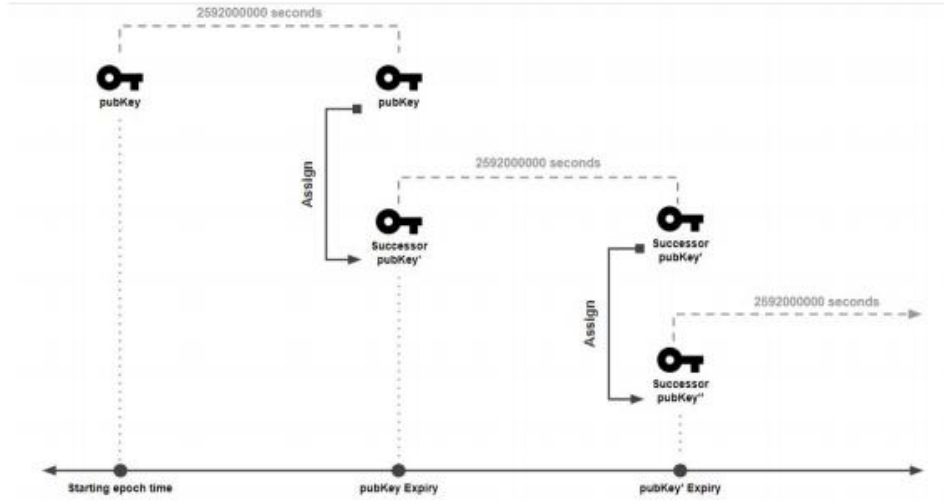 2592000000 seconds
pubKey
pubKey
Assign
2592000000 seconds
Successor
pubKey'
Successor
pubKey'
Assign
2592000000 seconds
Successor
pubKey''
Starting epoch time
pubKey Expiry
pubKey' Expiry